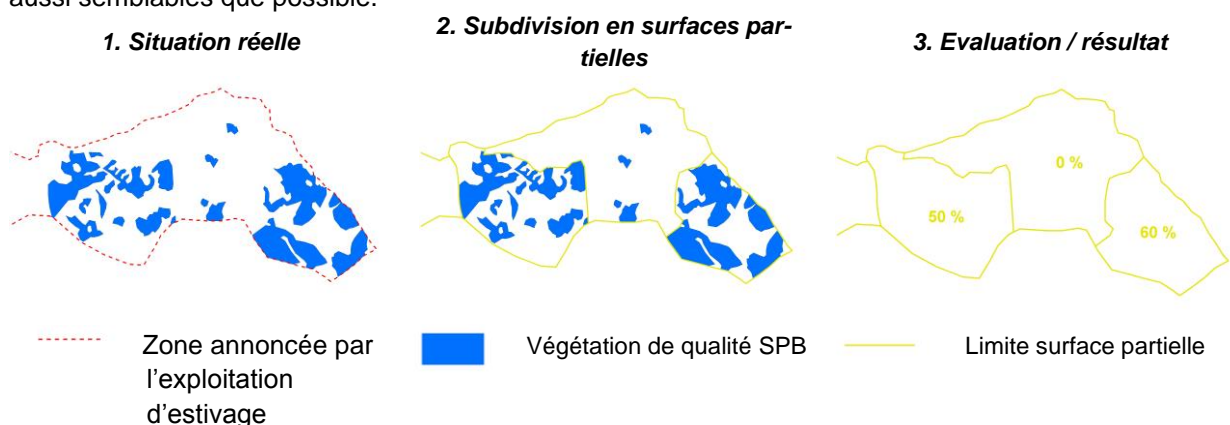 aussi semblables que possible.
1. Situation réelle
2. Subdivision en surfaces par-
tielles
3. Evaluation / résultat
0 %
50 %
60 %
Zone annoncée par
l'exploitation
d'estivage
Végétation de qualité SPB
Limite surface partielle